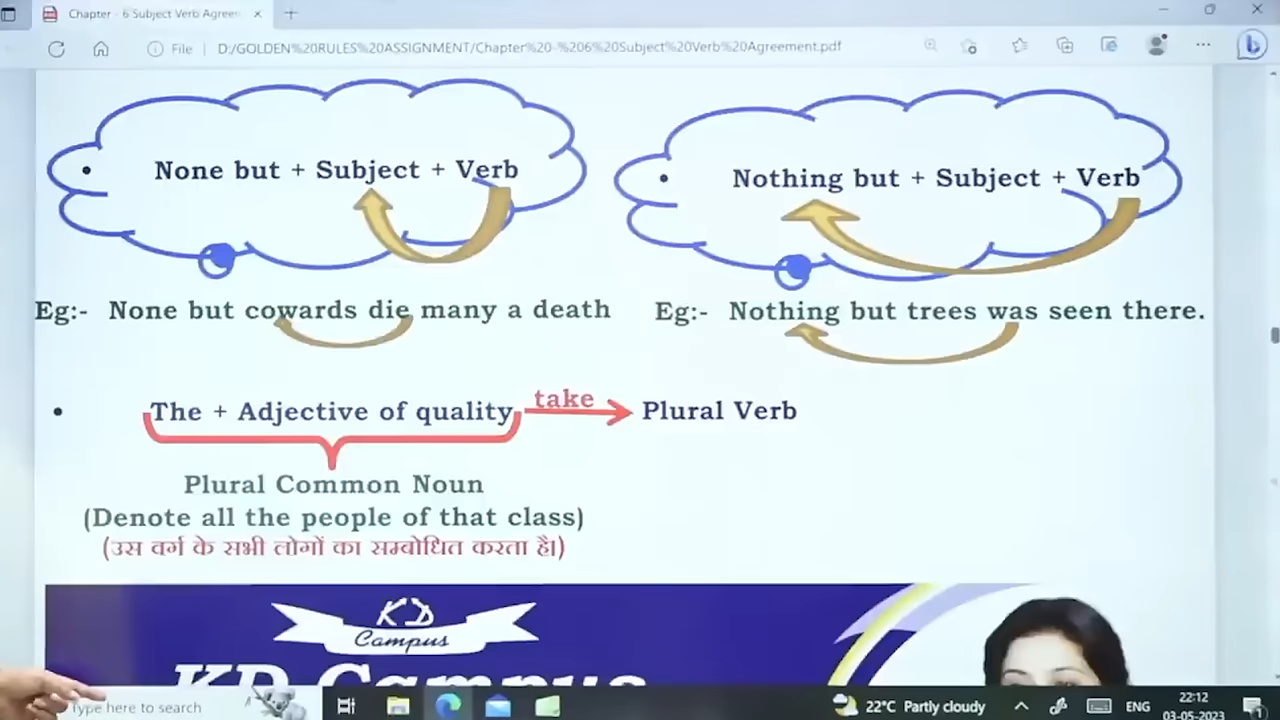 Chapter - 6 Subject Verb Agree
File D:/GOLDEN%20RULES%20ASSIGNMENT/Chapter%20-%206%20Subject%20Verb%20Agreement.pdf
• None but + Subject + Verb
• Nothing but + Subject + Verb
Eg:- None but cowards die many a death
Eg:- Nothing but trees was seen there.
• The + Adjective of quality take Plural Verb
Plural Common Noun
(Denote all the people of that class)
(उस वर्ग के सभी लोगों का सम्बोधित करता है।)
KD
Campus
KD Campus
Type here to search
22°C Partly cloudy
ENG
22:12
03-05-2023